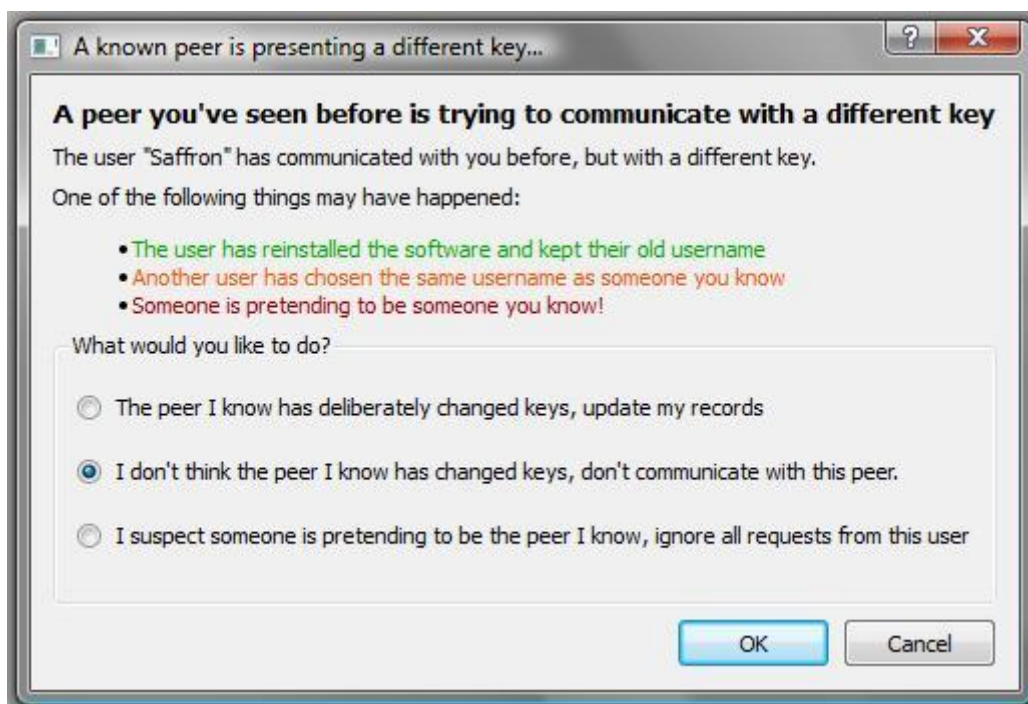 A known peer is presenting a different key...
?
X
A peer you've seen before is trying to communicate with a different key
The user "Saffron" has communicated with you before, but with a different key.
One of the following things may have happened:
•The user has reinstalled the software and kept their old username
•Another user has chosen the same username as someone you know
•Someone is pretending to be someone you know!
What would you like to do?
The peer I know has deliberately changed keys, update my records
I don't think the peer I know has changed keys, don't communicate with this peer.
I suspect someone is pretending to be the peer I know, ignore all requests from this user
OK
Cancel